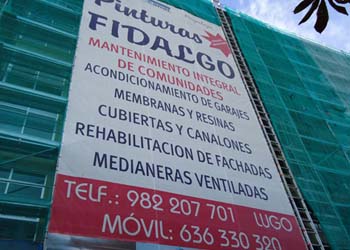 Pinturas
FIDALGO
MANTENIMIENTO INTEGRAL
DE COMUNIDADES
ACONDICIONAMIENTO DE GARAJES
MEMBRANAS Y RESINAS
CUBIERTAS Y CANALONES
REHABILITACION DE FACHADAS
MEDIANERAS VENTILADAS
TELF.: 982 207 701 LUGO
MÓVIL: 636 330 320